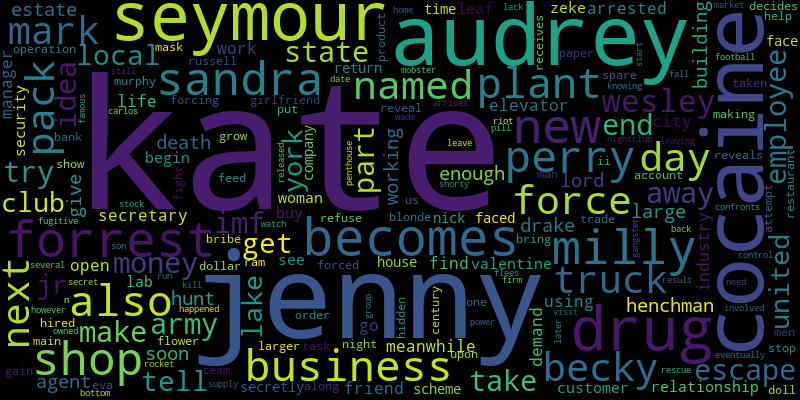 estate
mark
seymour
audrey
zeke
arrested
leaf
time
decides
help
home
lack
market
operation
mask
work
state
product
receives
building
face
cocaine
manager
idea
pack
local
russell
sandra
return
paper
football
named
plant
spare
wesley
taken
murphy
forcing
girlfriend
date
mobster
elevator
employee
security
still
life
put
reveal
arrives
fall
start
knowing
making
carlos
kate
wade
death
york
company
part
working
riot
pill
new
end
city
leaving
bank
famous
grow
released
penthouse
leave
nightclub
reveals
try
show
begin
fight
feed
woman
enough
perry
day
ii
account
restaurant
give
shorty
man
lord
away
attempt
club
stock
secretary
imf
buy
refuse
us
nick
faced
force
large
industry
confronts
fugitive
watch
blonde
drake
trade
back
forrest
bribe
get
becomes
bring
milly
united
son
dollar
ram
see
house
find
valentine
gangster
control
several
secret
open
money
forced
flees
firm
truck
need
next
jr
lab
run
hunt
lake
group
century
one
using
result
involved
however
n
kill
jenny
henchman
also
order
hidden
go
power
drug
men
hired
owned
army
happened
demand
later
visit
main
make
flower
night
meanwhile
upon
stop
shop
rocket
soon
larger
task
business
becky
rescue
escape
eventually
gain
team
tell
take
customer
relationship
agent
eva
supply
secretly
along
friend
scheme
doll
bottom